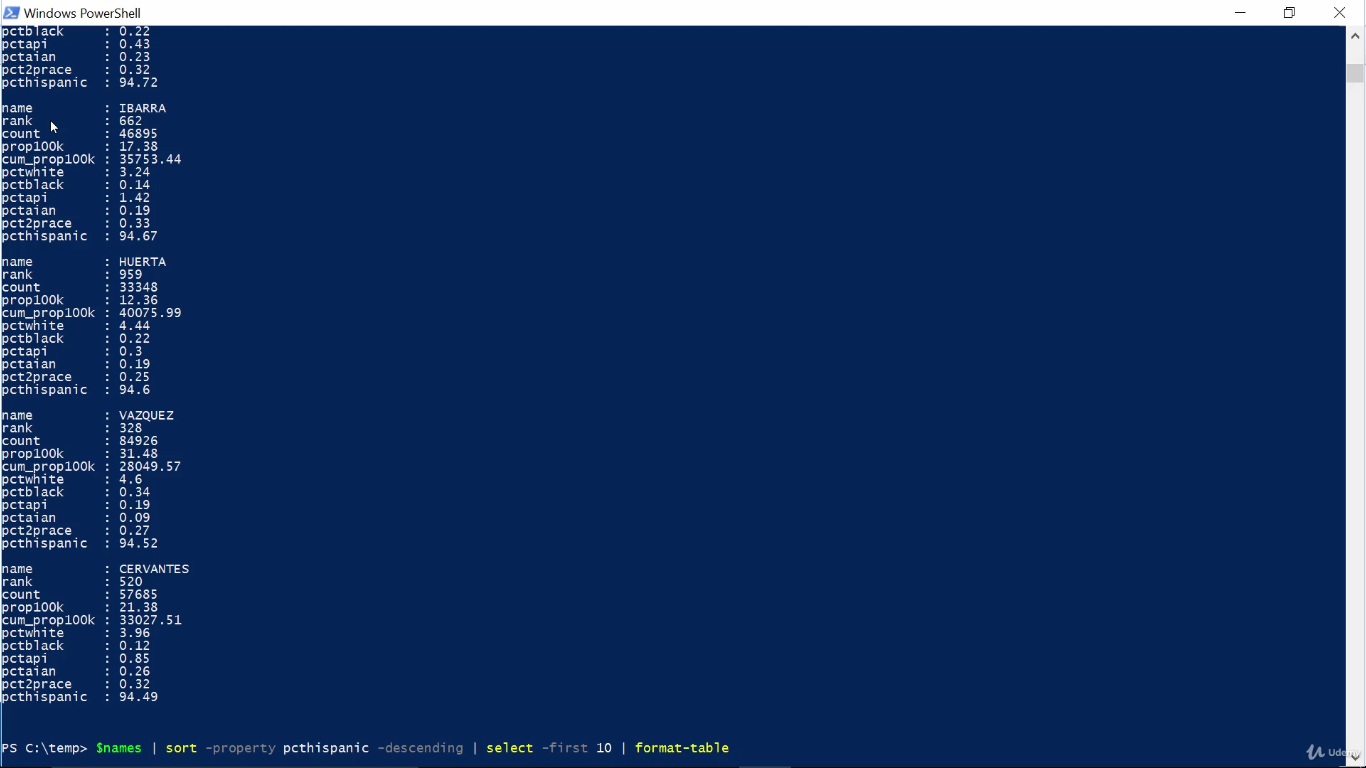 Windows PowerShell
pctblack : 0.22
pctapi : 0.43
pctaian : 0.23
pct2prace : 0.32
pcthispanic : 94.72
name : IBARRA
rank : 662
count : 46895
prop100k : 17.38
cum_prop100k : 35753.44
pctwhite : 3.24
pctblack : 0.14
pctapi : 1.42
pctaian : 0.19
pct2prace : 0.33
pcthispanic : 94.67
name : HUERTA
rank : 959
count : 33348
prop100k : 12.36
cum_prop100k : 40075.99
pctwhite : 4.44
pctblack : 0.22
pctapi : 0.3
pctaian : 0.19
pct2prace : 0.25
pcthispanic : 94.6
name : VAZQUEZ
rank : 328
count : 84926
prop100k : 31.48
cum_prop100k : 28049.57
pctwhite : 4.6
pctblack : 0.34
pctapi : 0.19
pctaian : 0.09
pct2prace : 0.27
pcthispanic : 94.52
name : CERVANTES
rank : 520
count : 57685
prop100k : 21.38
cum_prop100k : 33027.51
pctwhite : 3.96
pctblack : 0.12
pctapi : 0.85
pctaian : 0.26
pct2prace : 0.32
pcthispanic : 94.49
PS C:\temp> $names | sort -property pcthispanic -descending | select -first 10 | format-table
Udemy